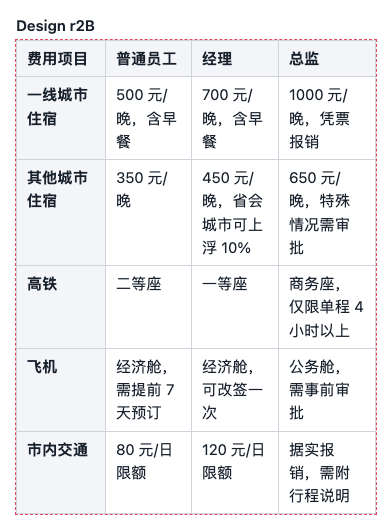 Design r2B
费用项目 普通员工 经理 总监
一线城市住宿 500 元/晚，含早餐 700 元/晚，含早餐 1000 元/晚，凭票报销
其他城市住宿 350 元/晚 450 元/晚，省会城市可上浮 10% 650 元/晚，特殊情况需审批
高铁 二等座 一等座 商务座，仅限单程 4 小时以上
飞机 经济舱，需提前 7 天预订 经济舱，可改签一次 公务舱，需事前审批
市内交通 80 元/日限额 120 元/日限额 据实报销，需附行程说明